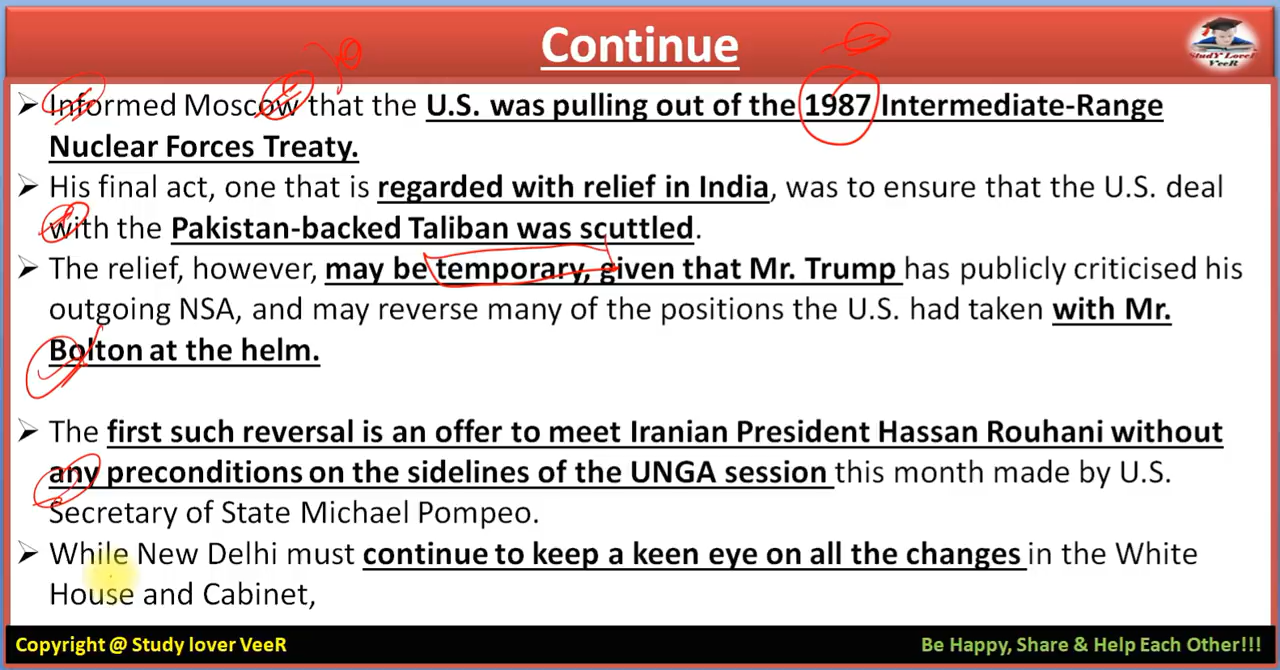 Continue
StudY LoveR
VeeR
➢ Informed Moscow that the U.S. was pulling out of the 1987 Intermediate-Range
Nuclear Forces Treaty.
➢ His final act, one that is regarded with relief in India, was to ensure that the U.S. deal
with the Pakistan-backed Taliban was scuttled.
➢ The relief, however, may be temporary, given that Mr. Trump has publicly criticised his
outgoing NSA, and may reverse many of the positions the U.S. had taken with Mr.
Bolton at the helm.
➢ The first such reversal is an offer to meet Iranian President Hassan Rouhani without
any preconditions on the sidelines of the UNGA session this month made by U.S.
Secretary of State Michael Pompeo.
➢ While New Delhi must continue to keep a keen eye on all the changes in the White
House and Cabinet,
Copyright @ Study lover VeeR
Be Happy, Share & Help Each Other!!!